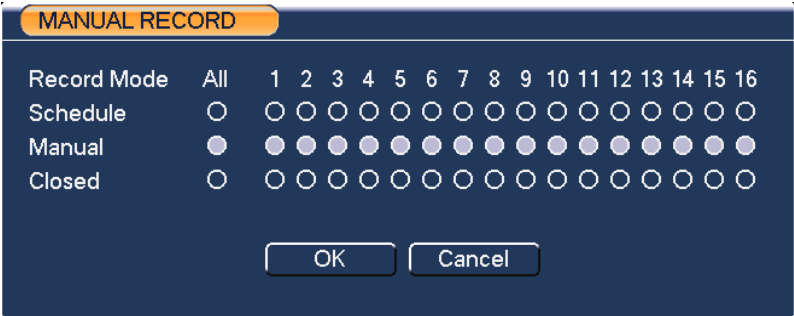 MANUAL RECORD
Record Mode All 1 2 3 4 5 6 7 8 9 10 11 12 13 14 15 16
Schedule
Manual
Closed
OK Cancel